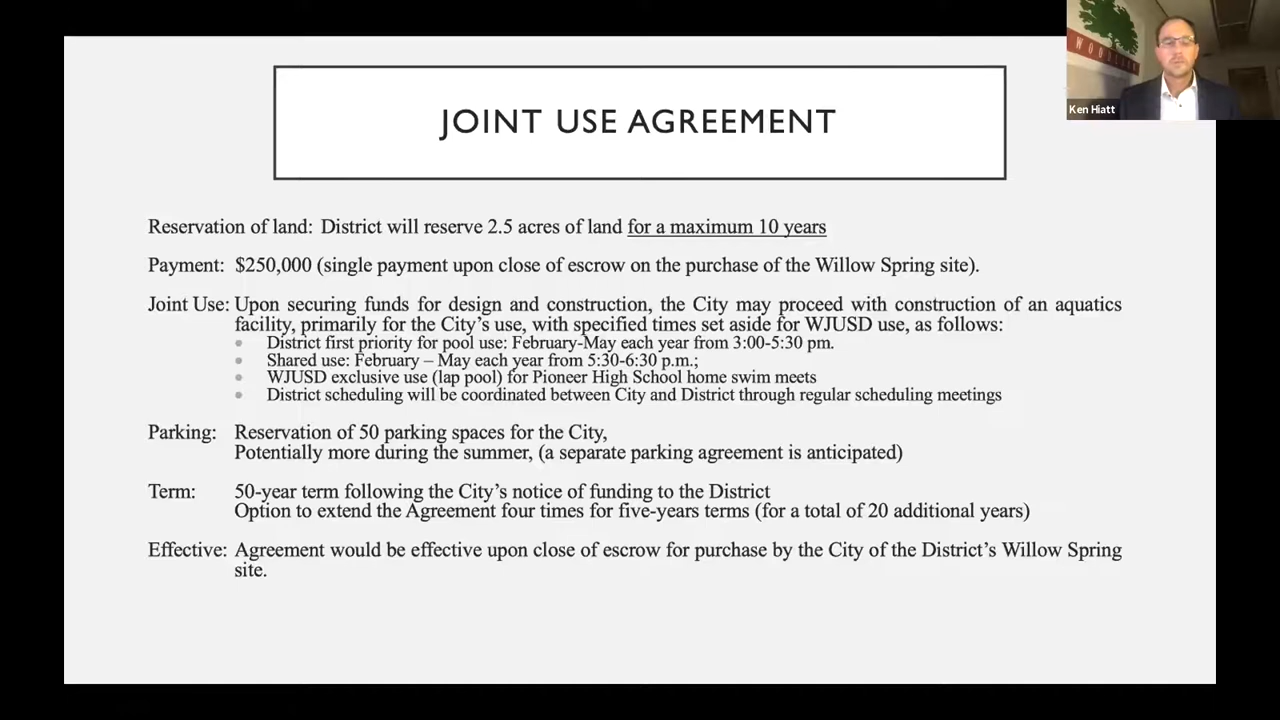 WOODLAND
Ken Hiatt
JOINT USE AGREEMENT
Reservation of land: District will reserve 2.5 acres of land for a maximum 10 years
Payment: $250,000 (single payment upon close of escrow on the purchase of the Willow Spring site).
Joint Use: Upon securing funds for design and construction, the City may proceed with construction of an aquatics
facility, primarily for the City's use, with specified times set aside for WJUSD use, as follows:
District first priority for pool use: February-May each year from 3:00-5:30 pm.
Shared use: February – May each year from 5:30-6:30 p.m.;
WJUSD exclusive use (lap pool) for Pioneer High School home swim meets
District scheduling will be coordinated between City and District through regular scheduling meetings
Parking: Reservation of 50 parking spaces for the City,
Potentially more during the summer, (a separate parking agreement is anticipated)
Term: 50-year term following the City's notice of funding to the District
Option to extend the Agreement four times for five-years terms (for a total of 20 additional years)
Effective: Agreement would be effective upon close of escrow for purchase by the City of the District's Willow Spring
site.